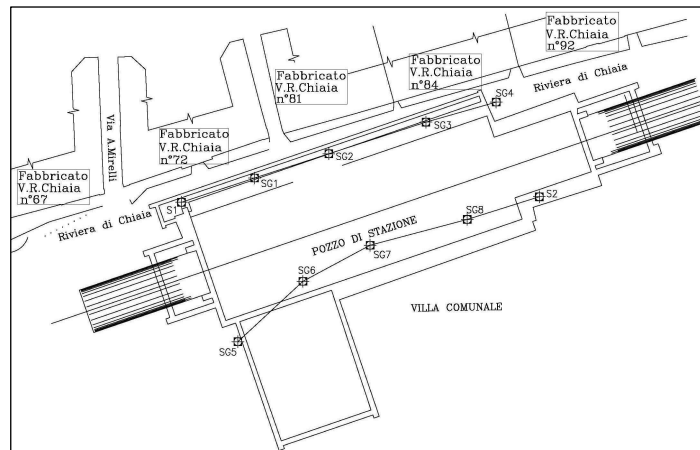 Fabbricato
V.R.Chiaia
n°92
Fabbricato
V.R.Chiaia
n°84
Fabbricato
V.R.Chiaia
n°81
Fabbricato
V.R.Chiaia
n°72
Fabbricato
V.R.Chiaia
n°67
Via A.Mirelli
Riviera di Chiaia
Riviera di Chiaia
SG4
SG3
SG2
SG1
S1
S2
SG8
SG7
SG6
SG5
POZZO DI STAZIONE
VILLA COMUNALE